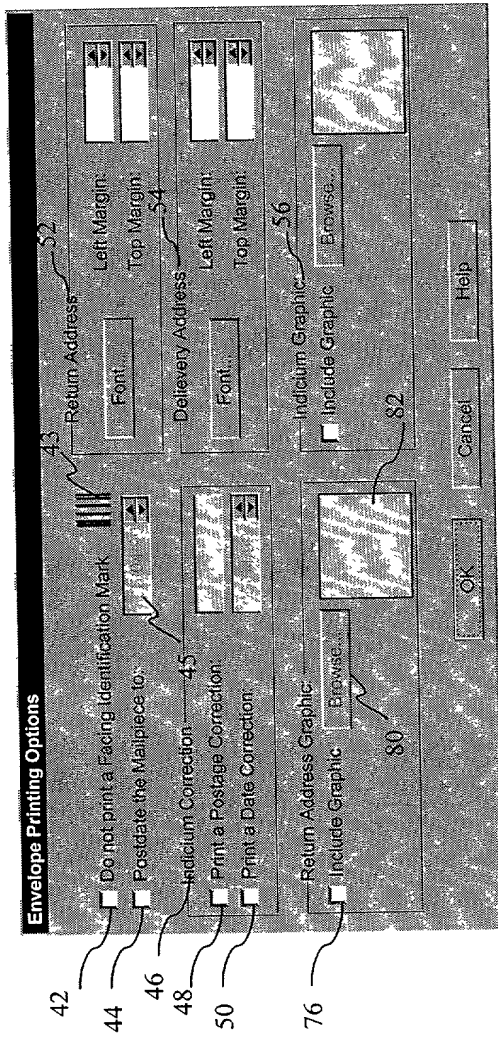 Envelope Printing Options
42
Do not print a Facing Identification Mark
43
44
Postdate the Mailpiece to:
45
46
Indicium Correction
48
Print a Postage Correction:
50
Print a Date Correction
Return Address Graphic:
76
Include Graphic
Browse...
80
82
Return Address
52
Font...
Left Margin:
Top Margin:
Delievery Address
54
Font...
Left Margin:
Top Margin:
Indicium Graphic:
56
Include Graphic
Browse...
OK
Cancel
Help